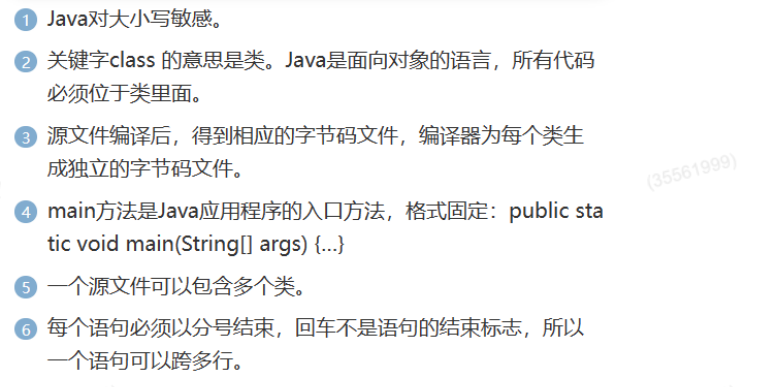 1 Java对大小写敏感。
2 关键字class 的意思是类。Java是面向对象的语言，所有代码
必须位于类里面。
3 源文件编译后，得到相应的字节码文件，编译器为每个类生
成独立的字节码文件。
(35561999)
4 main方法是Java应用程序的入口方法，格式固定：public sta
tic void main(String[] args) {...}
5 一个源文件可以包含多个类。
6 每个语句必须以分号结束，回车不是语句的结束标志，所以
一个语句可以跨多行。